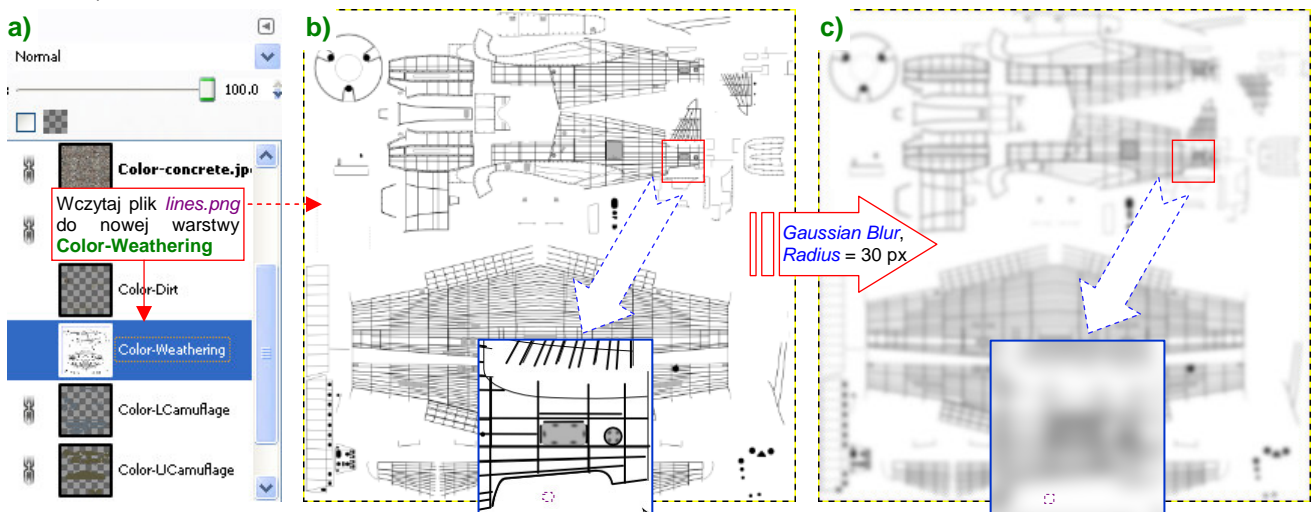 a)
Normal
100.0
Color-concrete.jp
Wczytaj plik lines.png
do nowej warstwy
Color-Weathering
Color-Dirt
Color-Weathering
Color-LCamuflage
Color-UCamuflage
b)
Gaussian Blur,
Radius = 30 px
c)